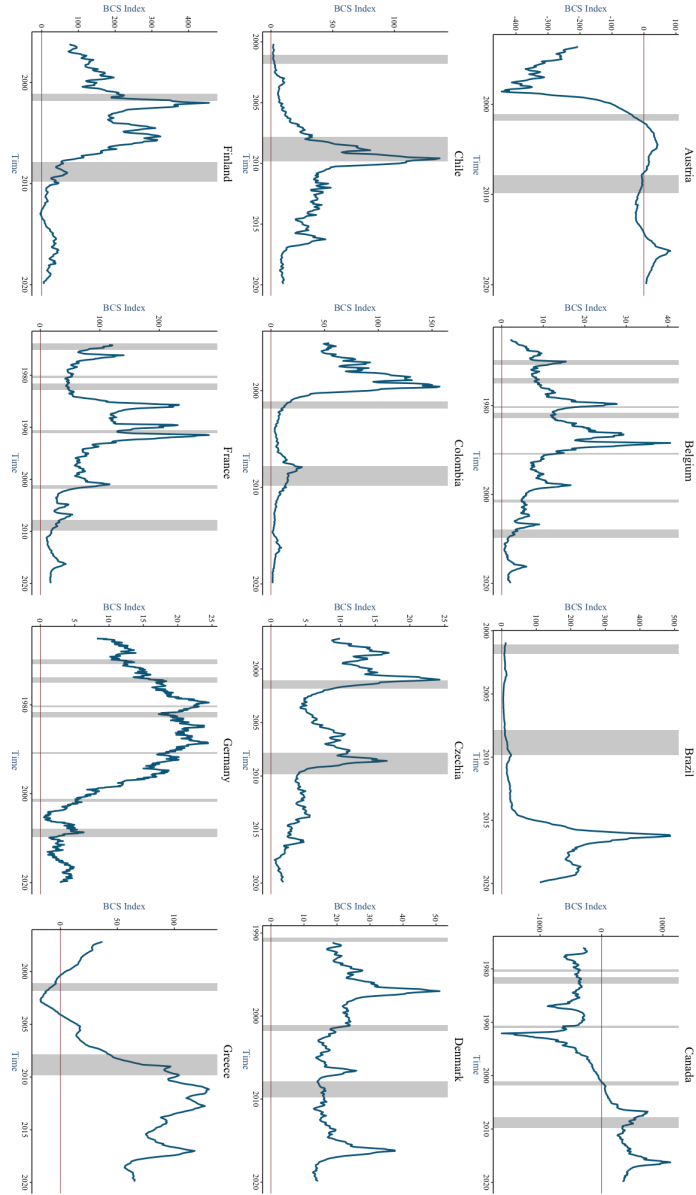 Austria
BCS Index
100
0
-100
-200
-300
-400
2000
2010
2020
Time
Belgium
BCS Index
40
30
20
10
0
1980
2000
2020
Time
Brazil
BCS Index
500
400
300
200
100
0
2000
2005
2010
2015
2020
Time
Canada
BCS Index
1000
0
-1000
1980
1990
2000
2010
2020
Time
Chile
BCS Index
100
50
0
2000
2005
2010
2015
2020
Time
Colombia
BCS Index
150
100
50
0
2000
2010
2020
Time
Czechia
BCS Index
25
20
15
10
5
0
2000
2005
2010
2015
2020
Time
Denmark
BCS Index
50
40
30
20
10
0
1990
2000
2010
2020
Time
Finland
BCS Index
400
300
200
100
0
2000
2010
2020
Time
France
BCS Index
200
100
0
1980
1990
2000
2010
2020
Time
Germany
BCS Index
25
20
15
10
5
0
1980
2000
2020
Time
Greece
BCS Index
100
50
0
2000
2005
2010
2015
2020
Time